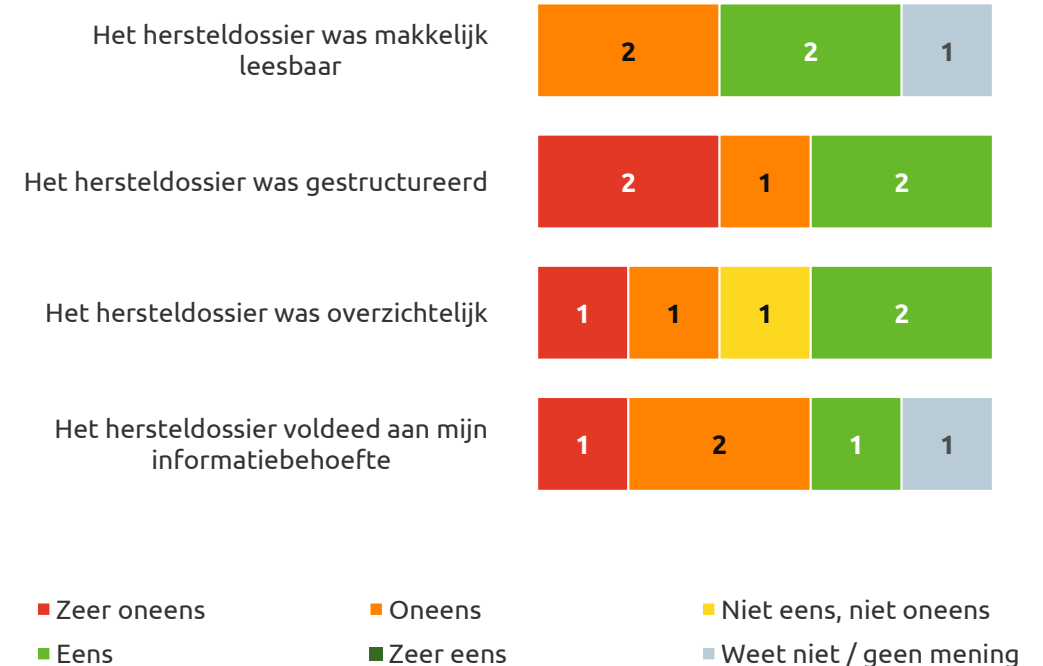 Het hersteldossier was makkelijk
leesbaar
2 2 1
Het hersteldossier was gestructureerd
2 1 2
Het hersteldossier was overzichtelijk
1 1 1 2
Het hersteldossier voldeed aan mijn
informatiebehoefte
1 2 1 1
Zeer oneens Oneens Niet eens, niet oneens
Eens Zeer eens Weet niet / geen mening